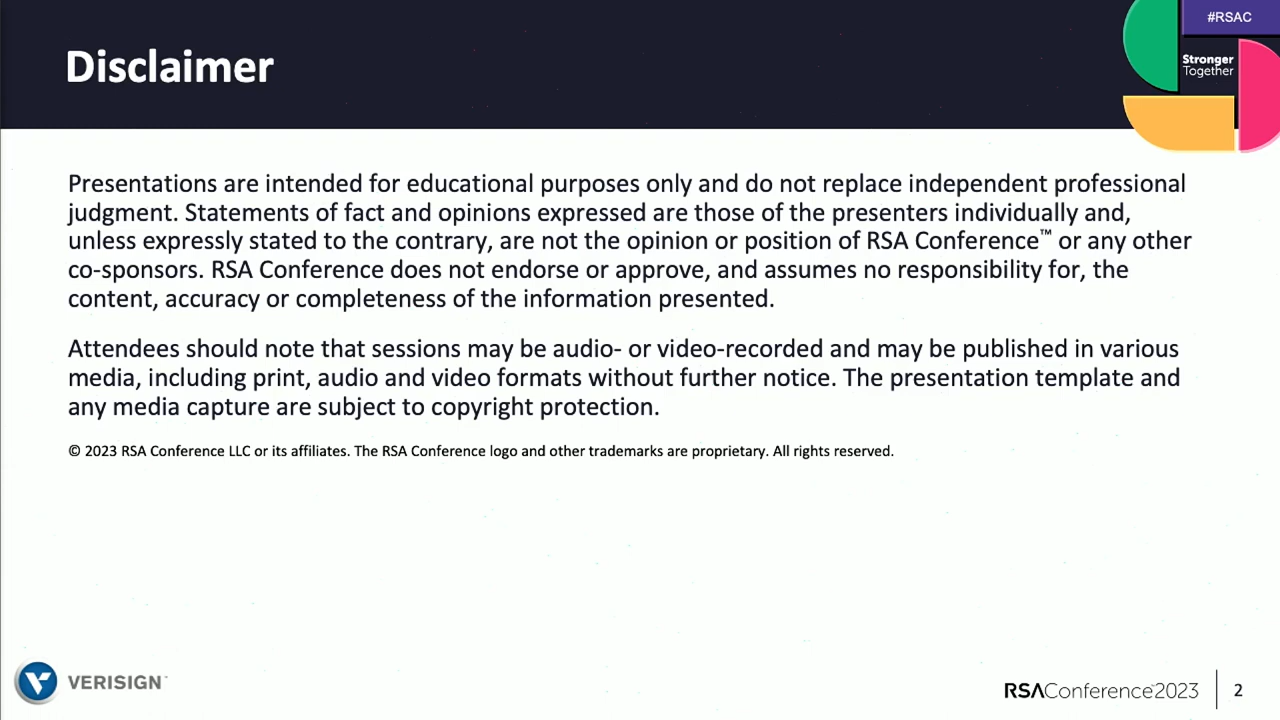 #RSAC
Disclaimer
Stronger
Together
Presentations are intended for educational purposes only and do not replace independent professional
judgment. Statements of fact and opinions expressed are those of the presenters individually and,
unless expressly stated to the contrary, are not the opinion or position of RSA Conference™ or any other
co-sponsors. RSA Conference does not endorse or approve, and assumes no responsibility for, the
content, accuracy or completeness of the information presented.
Attendees should note that sessions may be audio- or video-recorded and may be published in various
media, including print, audio and video formats without further notice. The presentation template and
any media capture are subject to copyright protection.
© 2023 RSA Conference LLC or its affiliates. The RSA Conference logo and other trademarks are proprietary. All rights reserved.
VERISIGN
RSAConference™2023
2